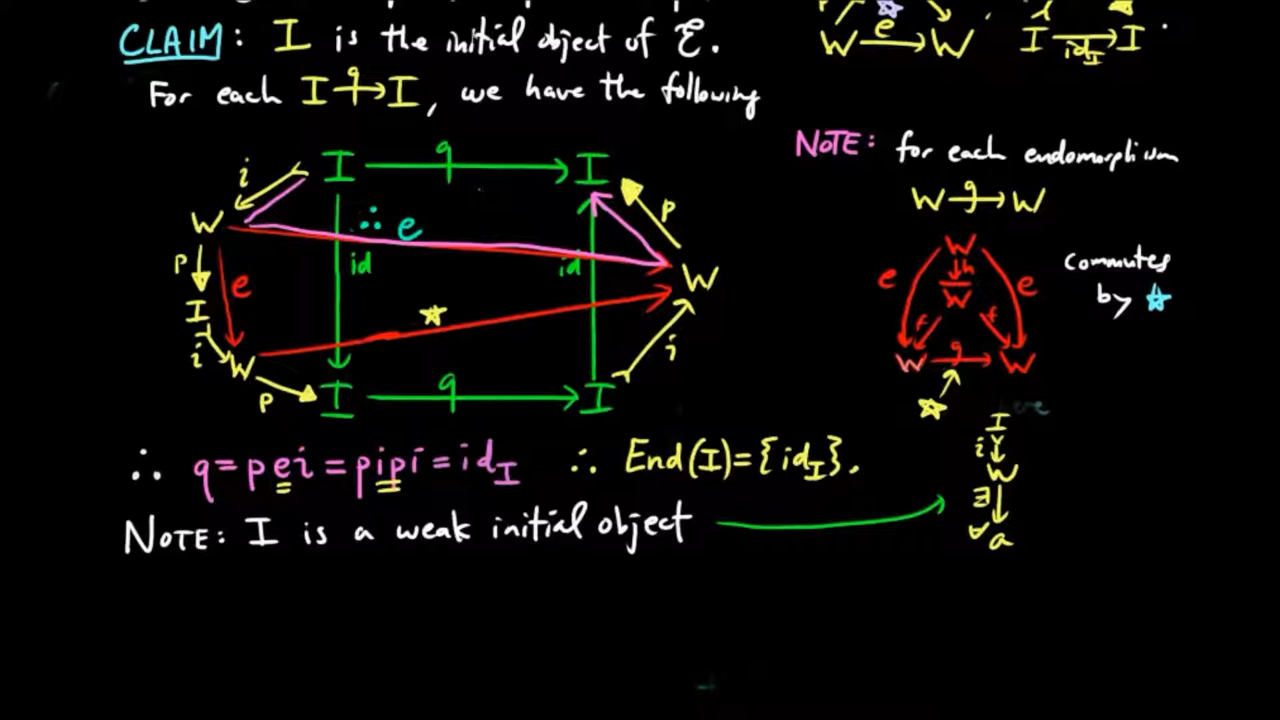 CLAIM: I is the initial object of ℰ.
W e W
I id_I I
For each I q I, we have the following
NOTE: for each endomorphism
W g W
I q I
i
W
∴ e
p
W
p
e
id
id
I
i
W
p
☆
i
I q I
W
e
h
W
e
f
f
W g W
☆
Commutes
by ☆
∴ q=pei=pipi=id_I ∴ End(I)={id_I}.
NOTE: I is a weak initial object
I
i
W
∃
∀a